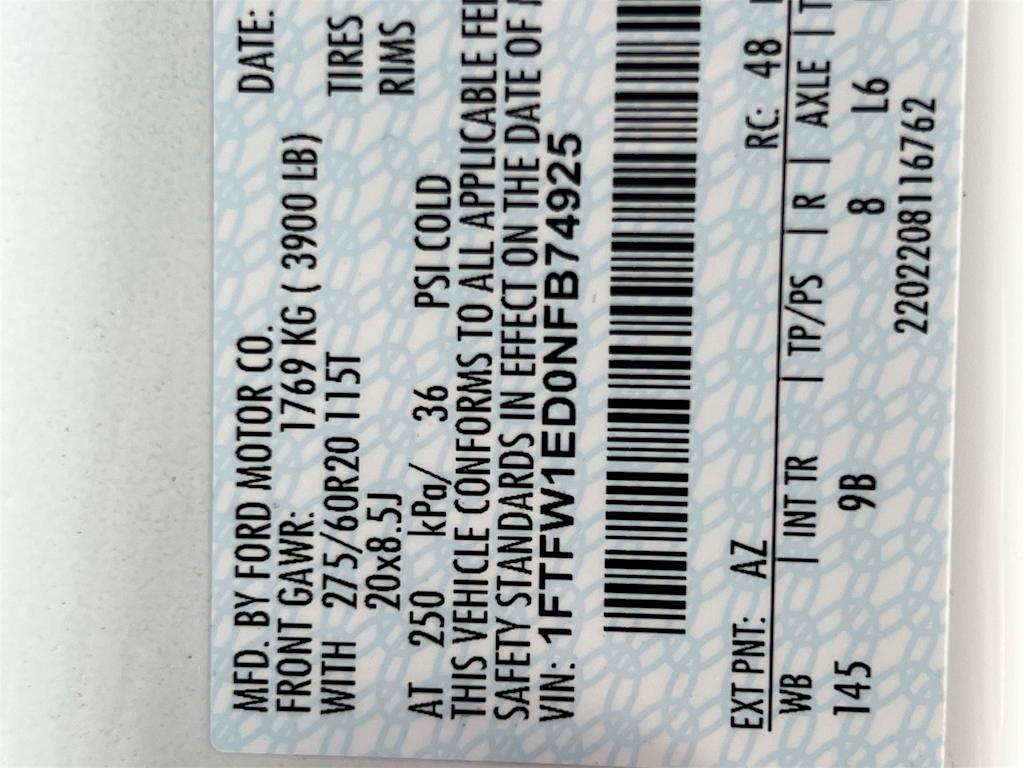 MFD. BY FORD MOTOR CO. DATE:
FRONT GAWR: 1769 KG ( 3900 LB)
WITH 275/60R20 115T TIRES
20x8.5J RIMS
AT 250 kPa/ 36 PSI COLD
THIS VEHICLE CONFORMS TO ALL APPLICABLE
SAFETY STANDARDS IN EFFECT ON THE DATE OF
VIN: 1FTFW1ED0NFB74925
EXT PNT: AZ RC: 48
WB | INT TR | TP/PS | R | AXLE |
145 9B 8 L6
2202208116762